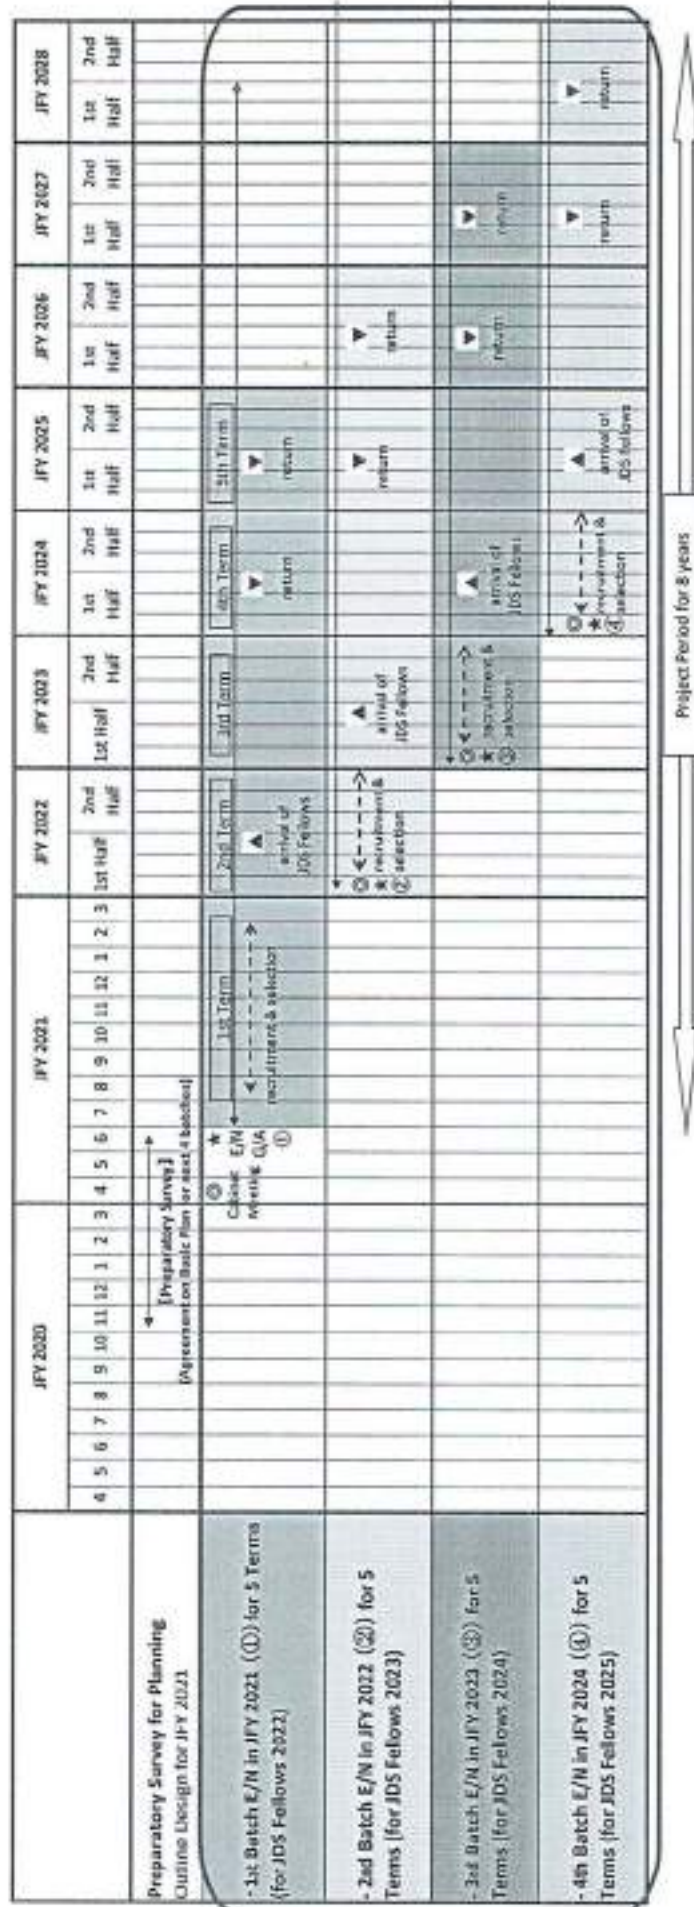 JFY 2020 JFY 2021 JFY 2022 JFY 2023 JFY 2024 JFY 2025 JFY 2026 JFY 2027 JFY 2028
4 5 6 7 8 9 10 11 12 1 2 3 4 5 6 7 8 9 10 11 12 1 2 3 1st Half 2nd Half 1st Half 2nd Half 1st Half 2nd Half 1st Half 2nd Half 1st Half 2nd Half 1st Half 2nd Half 1st Half 2nd Half
Preparatory Survey for Planning
Outline Design for JFY 2021
[Preparatory Survey]
[Agreement on Basic Plan for next 4 batches]
- 1st Batch E/N in JFY 2021 (①) for 5 Terms
(for JDS Fellows 2022)
◎ ★
Cabinet E/N
Meeting G/A
①
1st Term 2nd Term 3rd Term 4th Term 5th Term
recruitment & selection
▲ ▼ ▼
arrival of return return
JDS Fellows
- 2nd Batch E/N in JFY 2022 (②) for 5
Terms (for JDS Fellows 2023)
◎ ▲ ▼ ▼
★ recruitment & arrival of return return
② selection JDS Fellows
- 3rd Batch E/N in JFY 2023 (③) for 5
Terms (for JDS Fellows 2024)
◎ ▲ ▼ ▼
★ recruitment & arrival of return return
③ selection JDS Fellows
- 4th Batch E/N in JFY 2024 (④) for 5
Terms (for JDS Fellows 2025)
◎ ▲ ▼ ▼
★ recruitment & arrival of return return
④ selection JDS Fellows
Project Period for 8 years